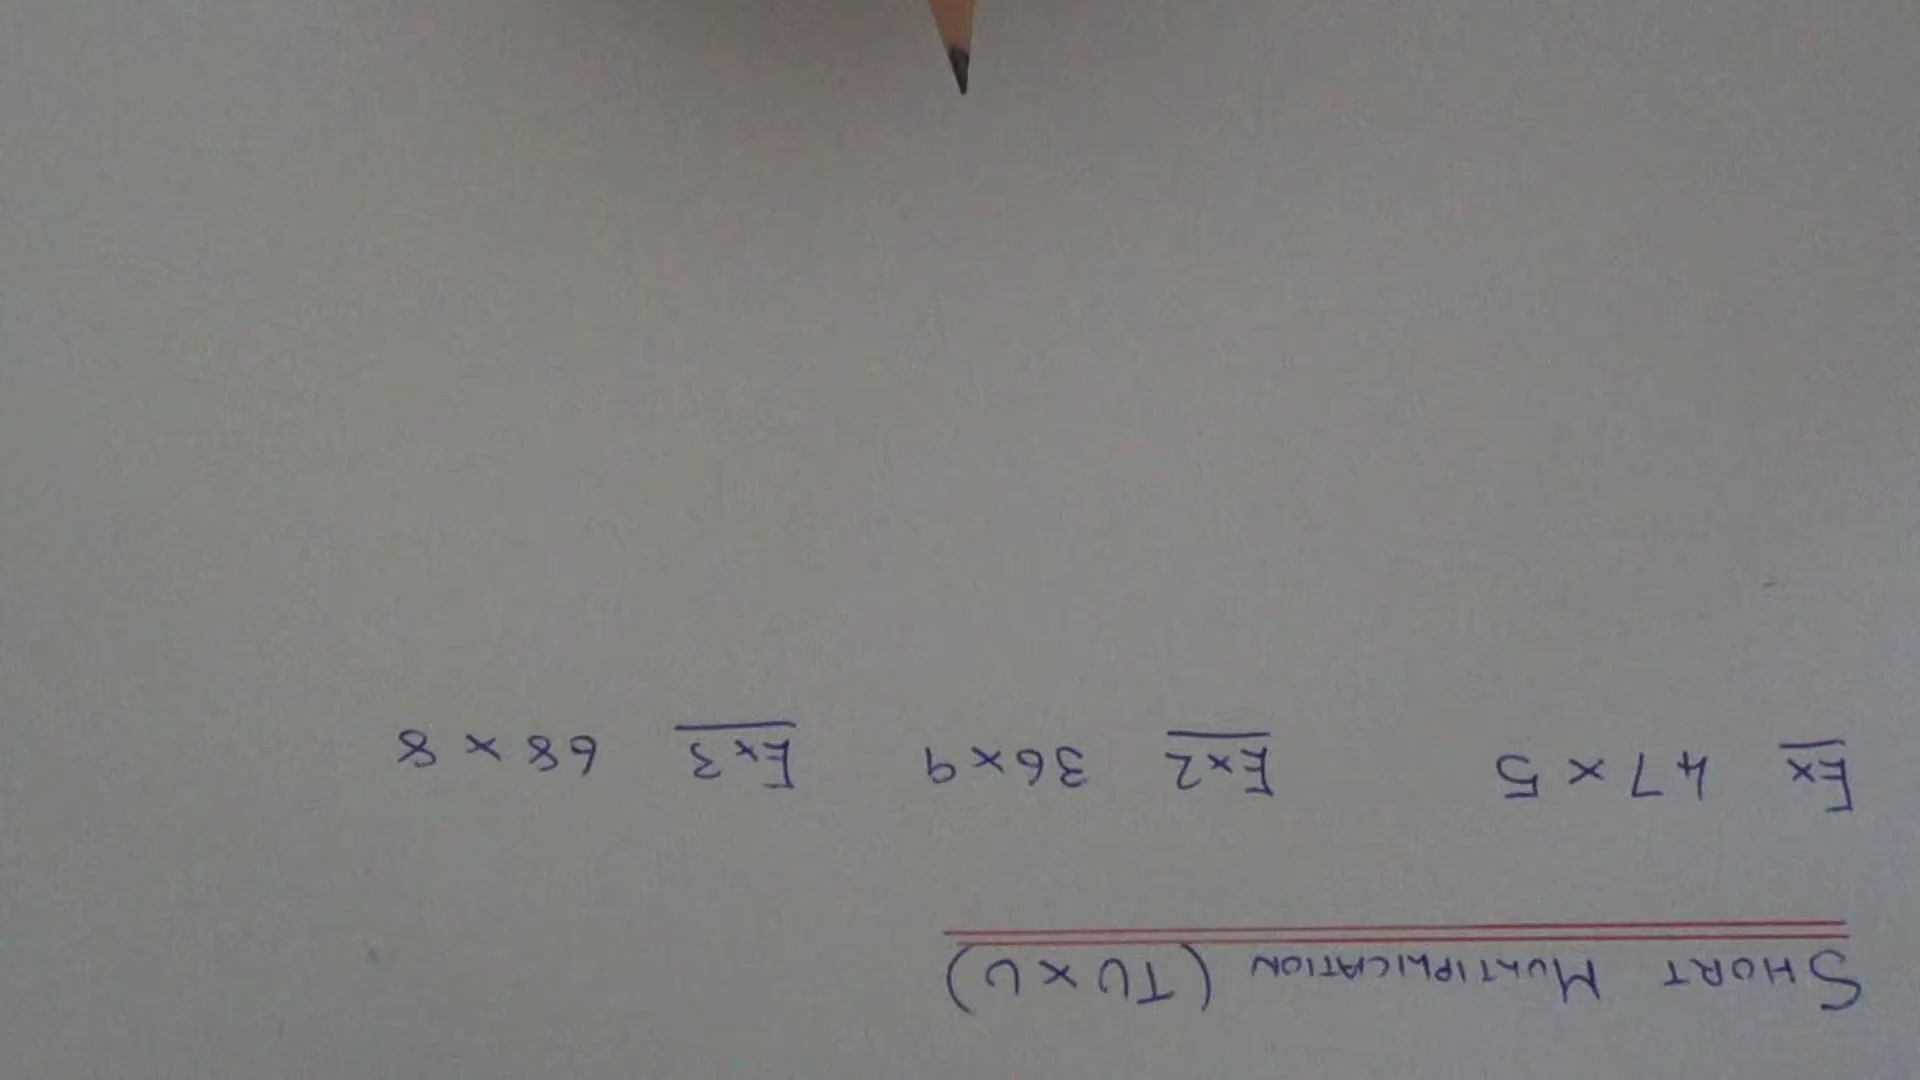 SHORT MULTIPLICATION (TU × U)
Ex 47 × 5 Ex2 36 × 9 Ex3 68 × 8